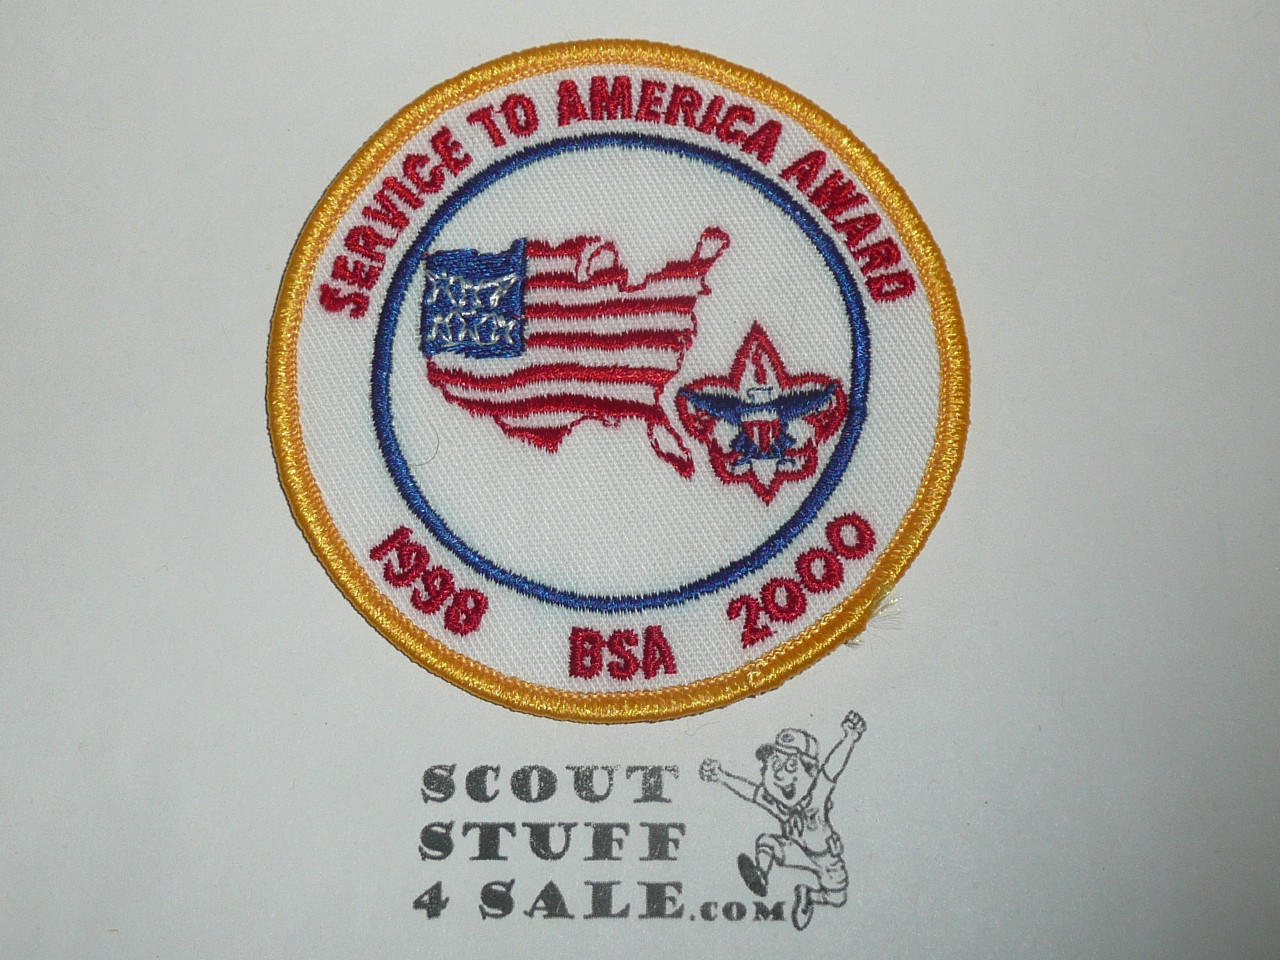 SERVICE TO AMERICA AWARD
1998 BSA 2000
SCOUT
STUFF
4 SALE.COM